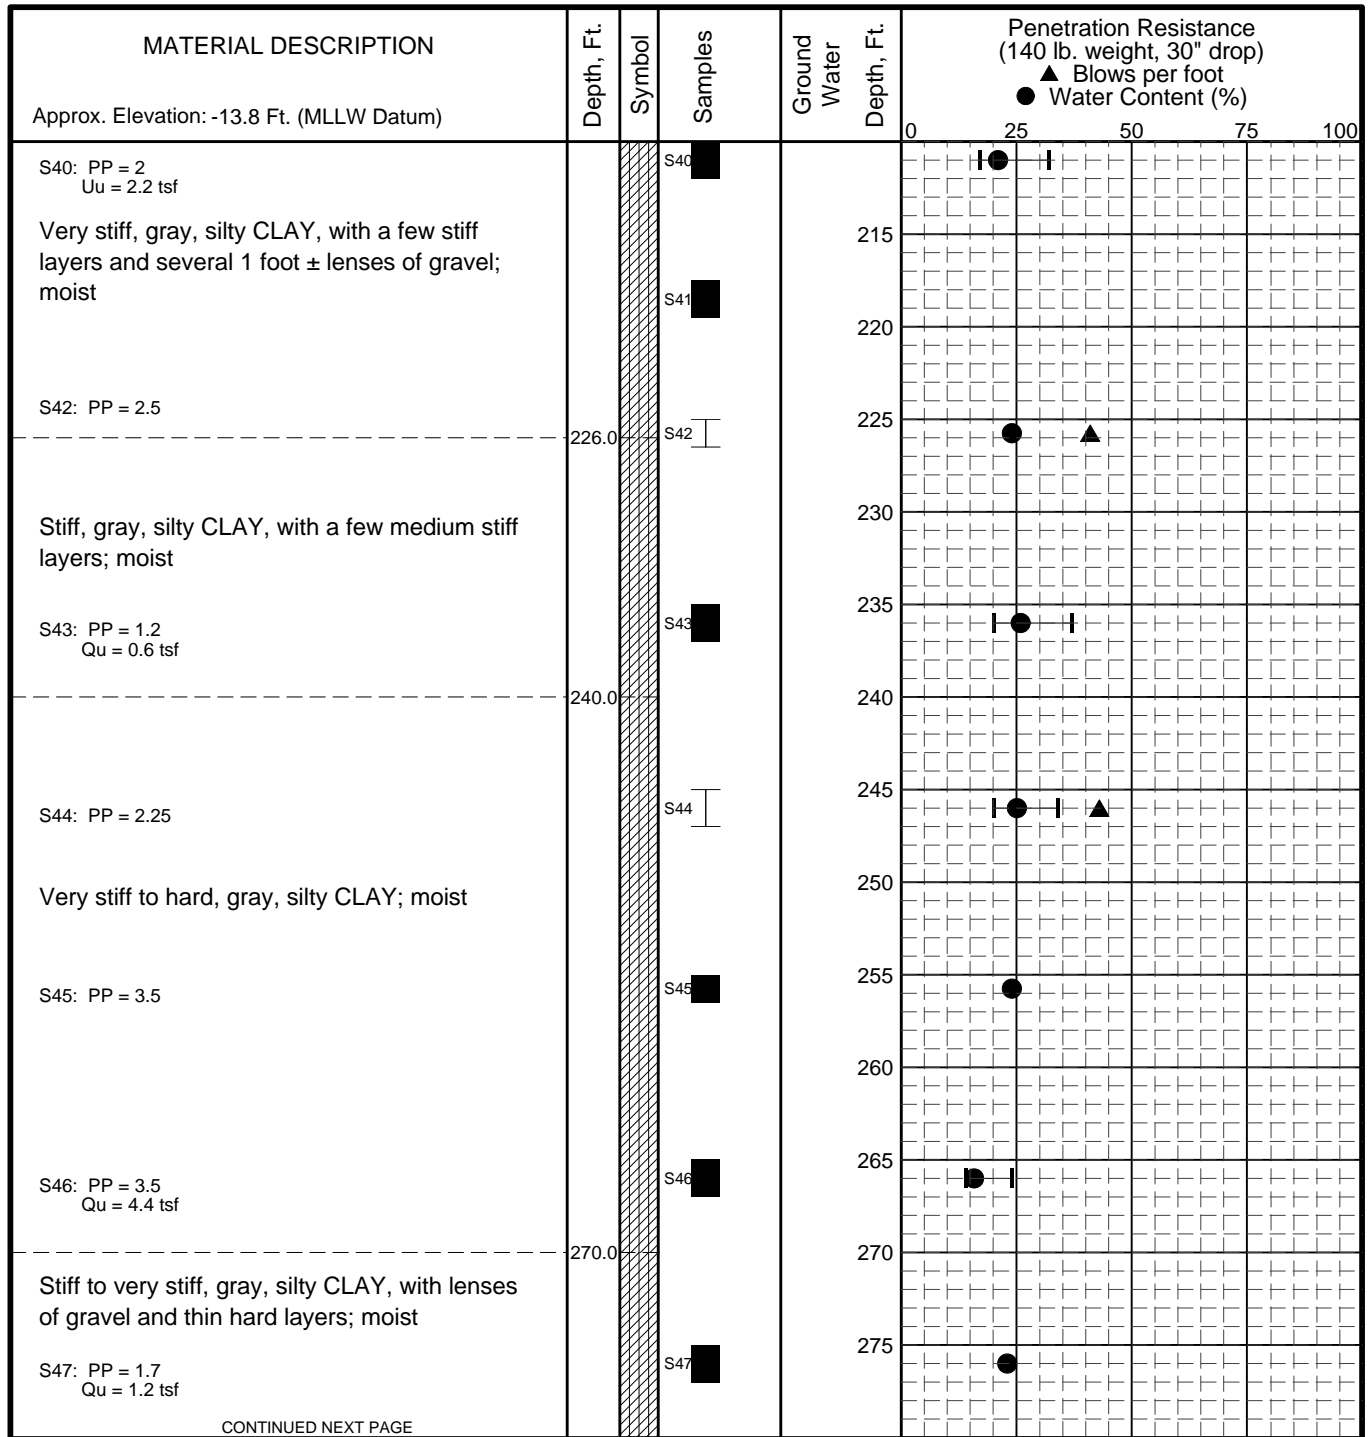 MATERIAL DESCRIPTION
Approx. Elevation: -13.8 Ft. (MLLW Datum)
Depth, Ft.
Symbol
Samples
Ground
Water
Depth, Ft.
Penetration Resistance
(140 lb. weight, 30" drop)
▲ Blows per foot
● Water Content (%)
0 25 50 75 100
S40: PP = 2
Uu = 2.2 tsf
S40
Very stiff, gray, silty CLAY, with a few stiff
layers and several 1 foot ± lenses of gravel;
moist
215
S41
220
S42: PP = 2.5
225
S42
226.0
230
Stiff, gray, silty CLAY, with a few medium stiff
layers; moist
235
S43: PP = 1.2
Qu = 0.6 tsf
S43
240.0
240
245
S44: PP = 2.25
S44
250
Very stiff to hard, gray, silty CLAY; moist
255
S45: PP = 3.5
S45
260
265
S46: PP = 3.5
Qu = 4.4 tsf
S46
270.0
270
Stiff to very stiff, gray, silty CLAY, with lenses
of gravel and thin hard layers; moist
275
S47: PP = 1.7
Qu = 1.2 tsf
S47
CONTINUED NEXT PAGE